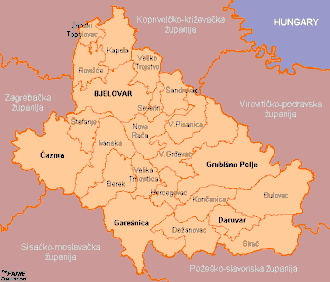 Koprivničko-križevačka
županija
HUNGARY
Kapela
Veliko
Trojstvo
Rovišće
Zagrebačka
županija
BJELOVAR
Severin
Virovitičko-podravska
županija
Štefanje
Nova
Rača
V.Pisanica
Ivanska
Čazma
V.Grđevac
Grubišno Polje
Velika
Trnovitica
Berek
Hercegovac
Končanica
Đulovac
Garešnica
Daruvar
Dežanovac
Sirač
Sisačko-moslavačka
županija
Požeško-slavonska županija